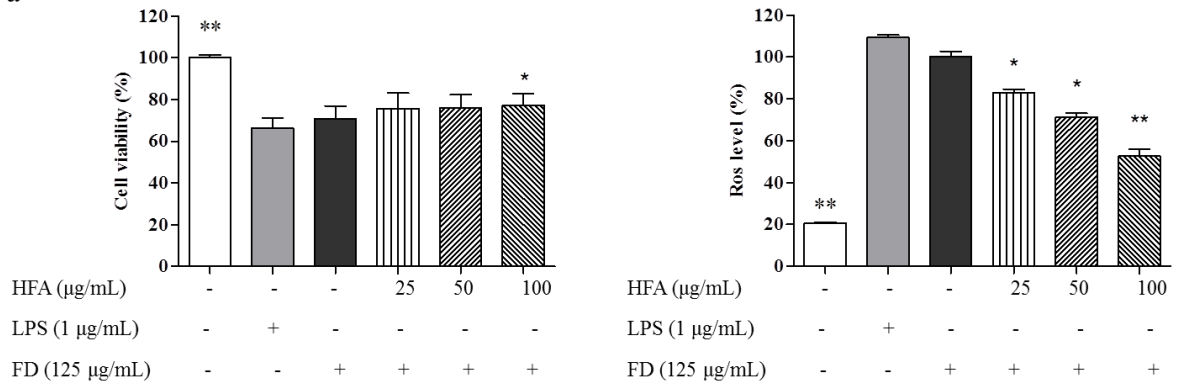 120
100
80
60
40
20
0
Cell viability (%)
** *
HFA (μg/mL) - - - 25 50 100
LPS (1 μg/mL) - + - - - -
FD (125 μg/mL) - - + + + +
120
100
80
60
40
20
0
Ros level (%)
** * * **
HFA (μg/mL) - - - 25 50 100
LPS (1 μg/mL) - + - - - -
FD (125 μg/mL) - - + + + +